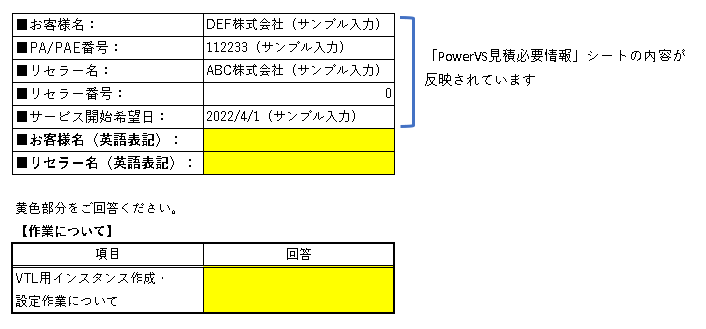 ■お客様名： DEF株式会社（サンプル入力）
■PA/PAE番号： 112233（サンプル入力）
■リセラー名： ABC株式会社（サンプル入力）
■リセラー番号： 0
■サービス開始希望日： 2022/4/1（サンプル入力）
■お客様名（英語表記）：
■リセラー名（英語表記）：
「PowerVS見積必要情報」シートの内容が
反映されています
黄色部分をご回答ください。
【作業について】
項目 回答
VTL用インスタンス作成・
設定作業について